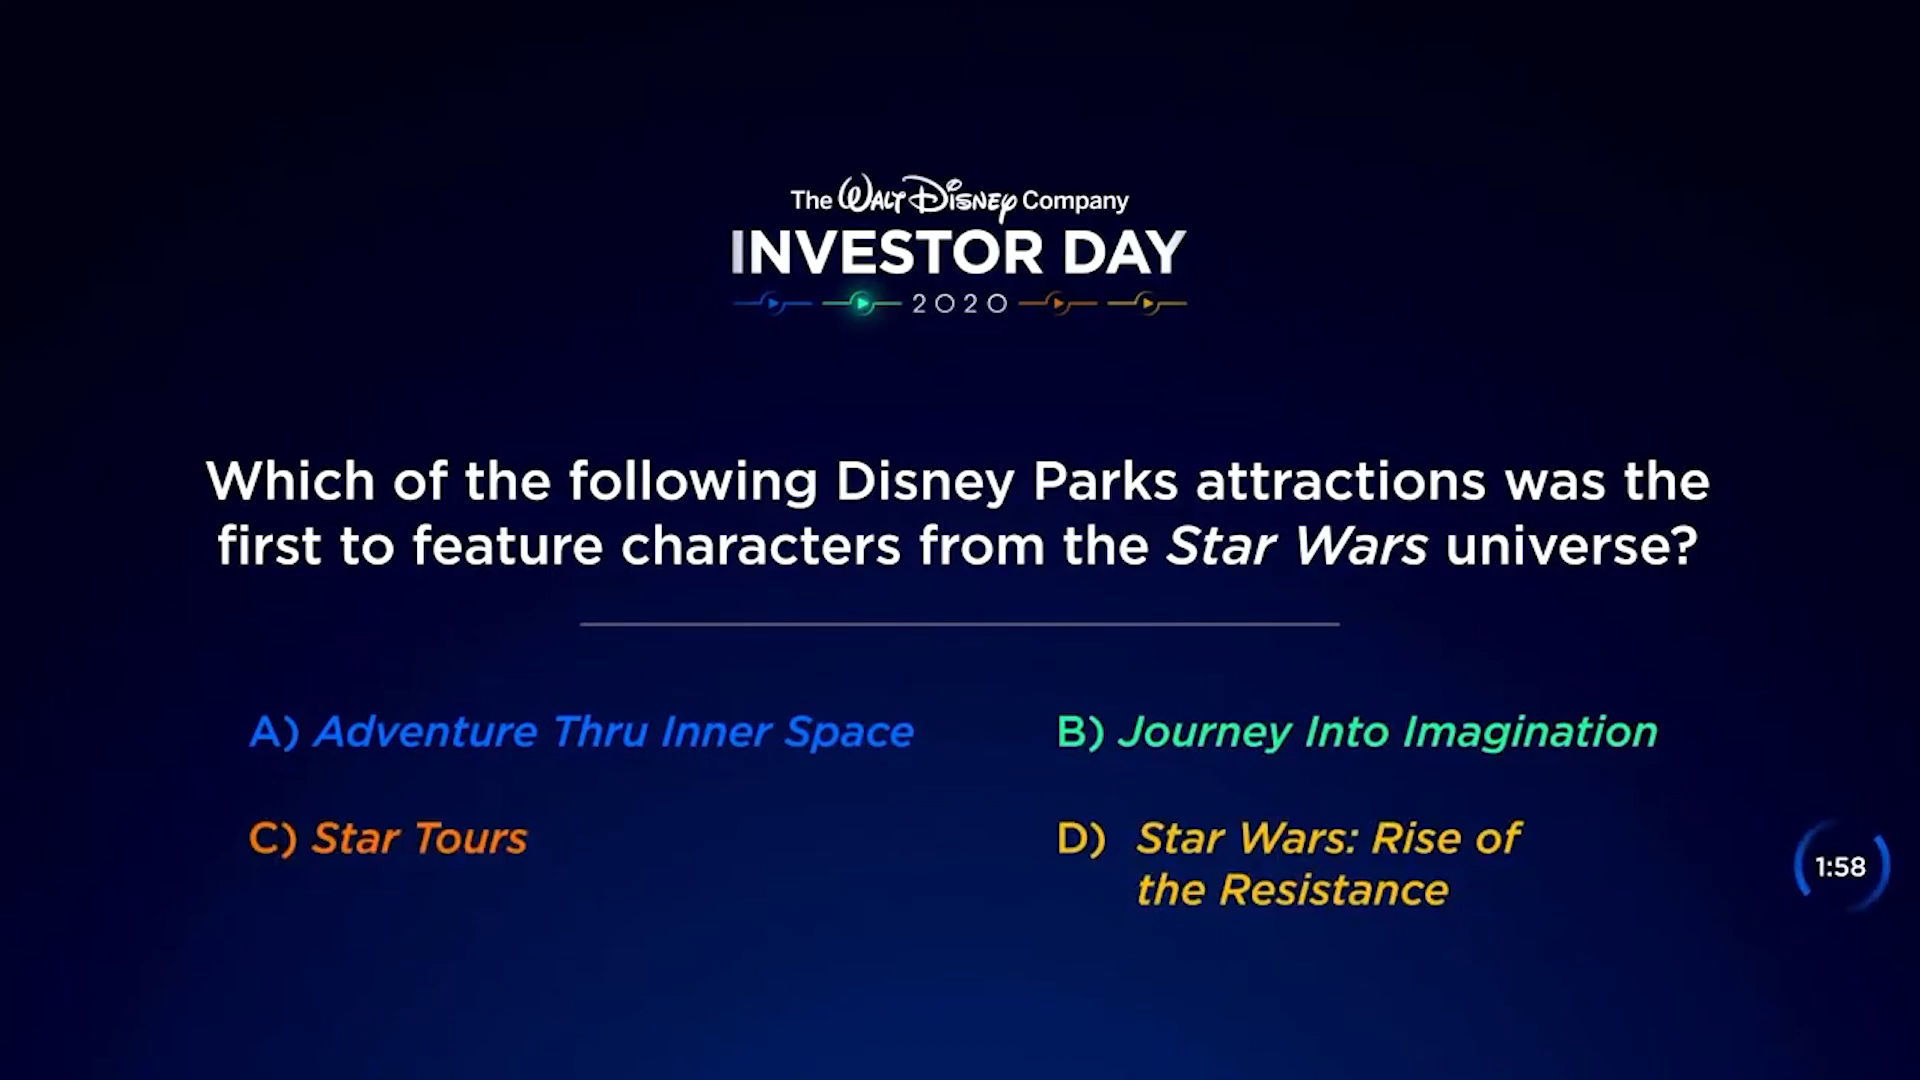 The Walt Disney Company
INVESTOR DAY
2020
Which of the following Disney Parks attractions was the
first to feature characters from the Star Wars universe?
A) Adventure Thru Inner Space
B) Journey Into Imagination
C) Star Tours
D) Star Wars: Rise of
the Resistance
1:58